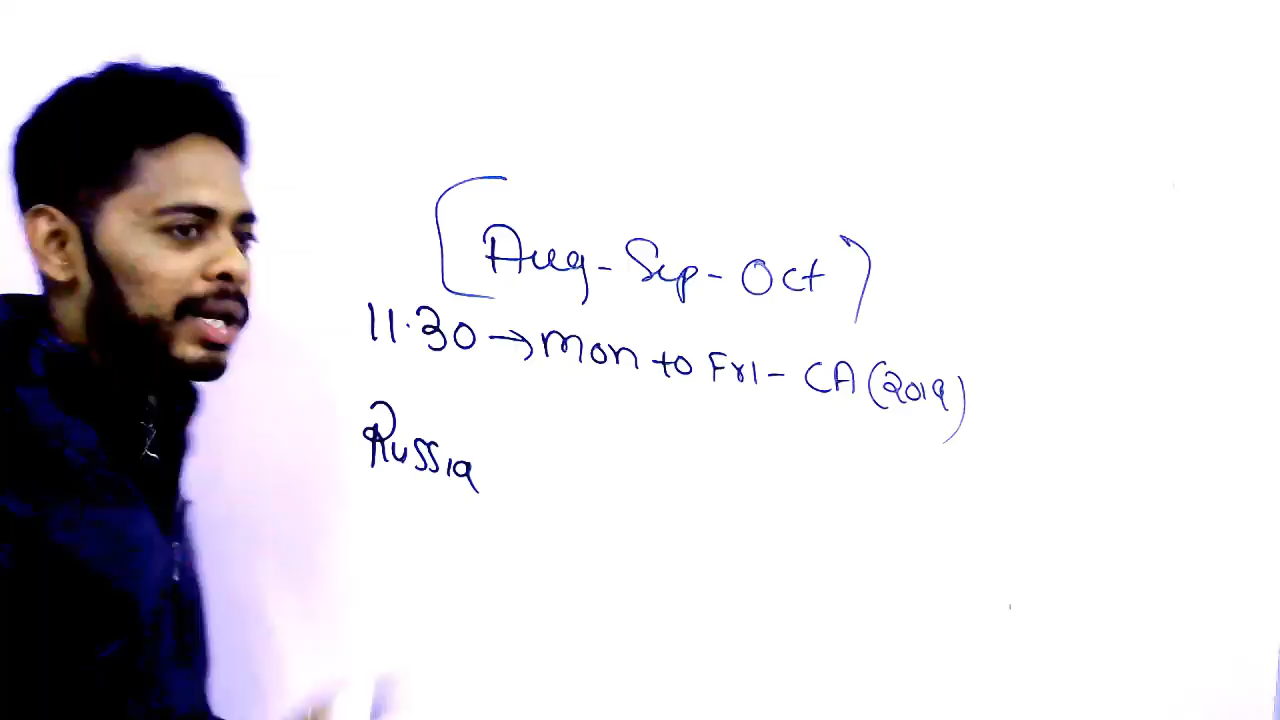 [Aug-Sep-Oct)
11.30→Mon to Fri- CA (2019)
Russia